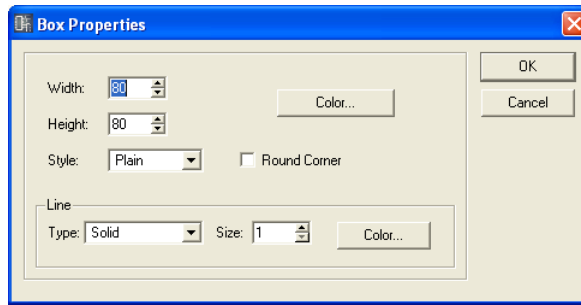 Box Properties
OK
Width: 80
Color...
Cancel
Height: 80
Style: Plain
Round Corner
Line
Type: Solid
Size: 1
Color...